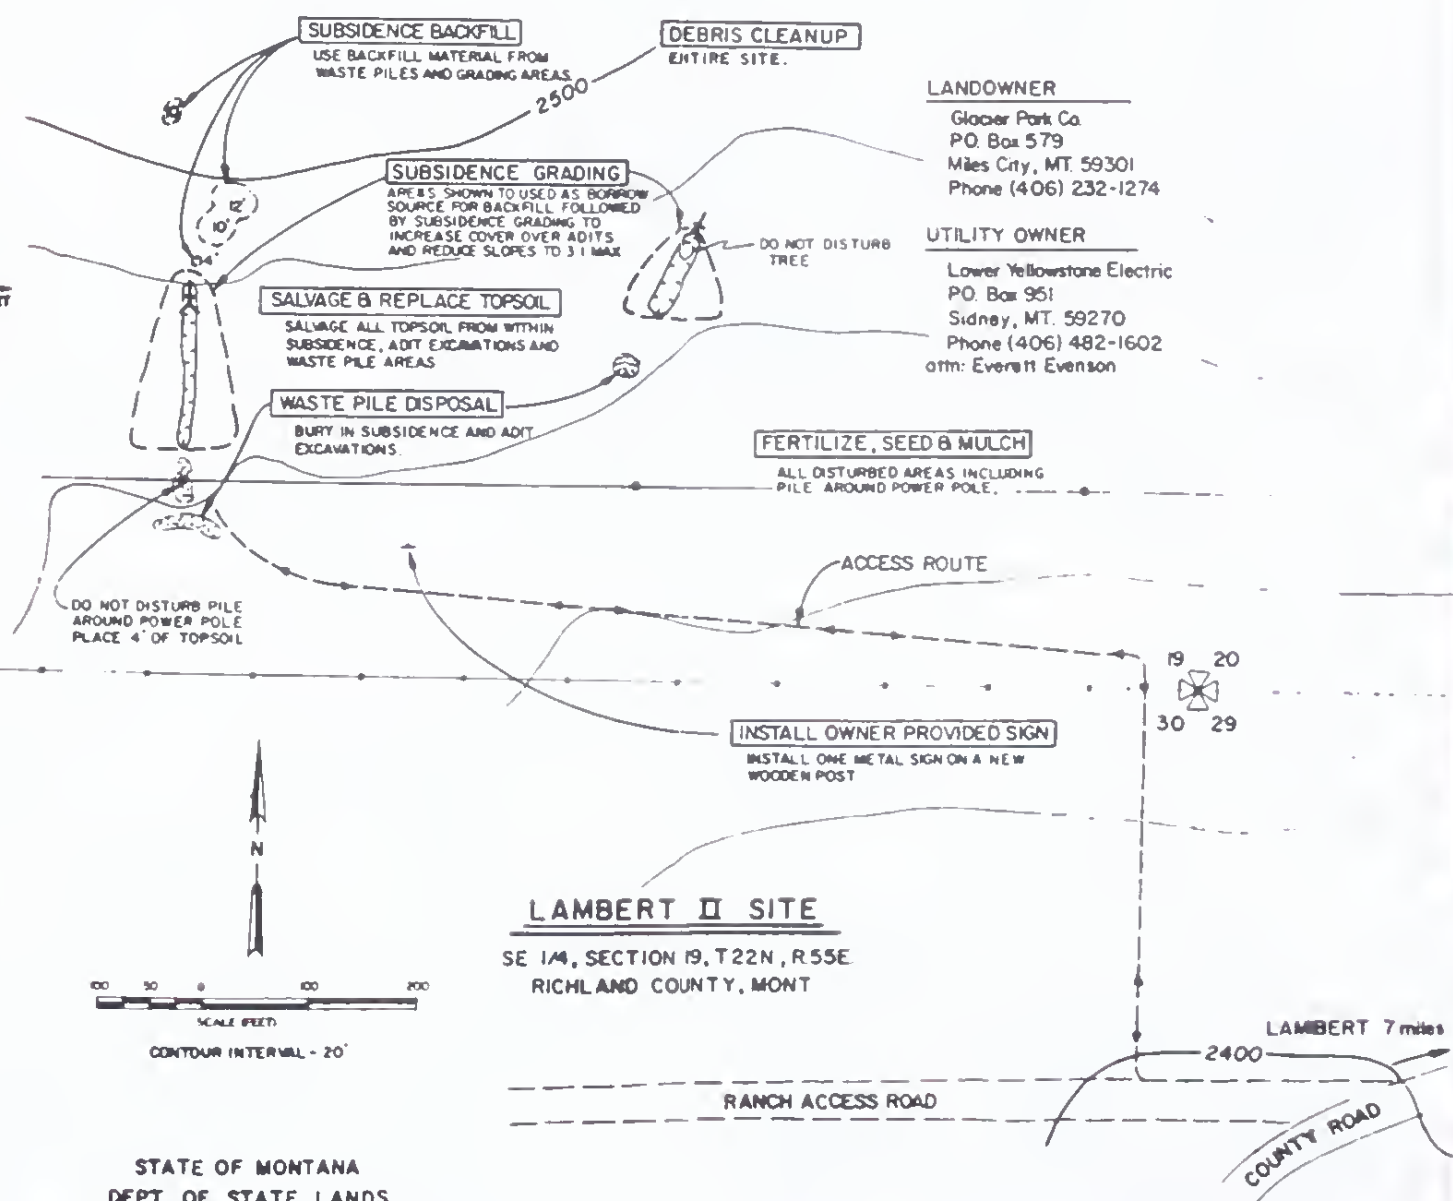 SUBSIDENCE BACKFILL
USE BACKFILL MATERIAL FROM
WASTE PILES AND GRADING AREAS.
DEBRIS CLEANUP
ENTIRE SITE.
2500
LANDOWNER
Glacier Park Co.
P.O. Box 579
Miles City, MT. 59301
Phone (406) 232-1274
SUBSIDENCE GRADING
AREAS SHOWN TO USED AS BORROW
SOURCE FOR BACKFILL FOLLOWED
BY SUBSIDENCE GRADING TO
INCREASE COVER OVER ADITS
AND REDUCE SLOPES TO 3:1 MAX
12'
10'
4'
DO NOT DISTURB
TREE
UTILITY OWNER
Lower Yellowstone Electric
P.O. Box 951
Sidney, MT. 59270
Phone (406) 482-1602
attn: Everett Evenson
SALVAGE & REPLACE TOPSOIL
SALVAGE ALL TOPSOIL FROM WITHIN
SUBSIDENCE, ADIT EXCAVATIONS AND
WASTE PILE AREAS
WASTE PILE DISPOSAL
BURY IN SUBSIDENCE AND ADIT
EXCAVATIONS.
FERTILIZE, SEED & MULCH
ALL DISTURBED AREAS INCLUDING
PILE AROUND POWER POLE.
ACCESS ROUTE
DO NOT DISTURB PILE
AROUND POWER POLE
PLACE 4" OF TOPSOIL
19 20
30 29
INSTALL OWNER PROVIDED SIGN
INSTALL ONE METAL SIGN ON A NEW
WOODEN POST
N
LAMBERT II SITE
SE 1/4, SECTION 19, T22N, R55E
RICHLAND COUNTY, MONT
100 50 0 100 200
SCALE (FEET)
CONTOUR INTERVAL - 20'
LAMBERT 7 miles
2400
RANCH ACCESS ROAD
COUNTY ROAD
STATE OF MONTANA
DEPT. OF STATE LANDS